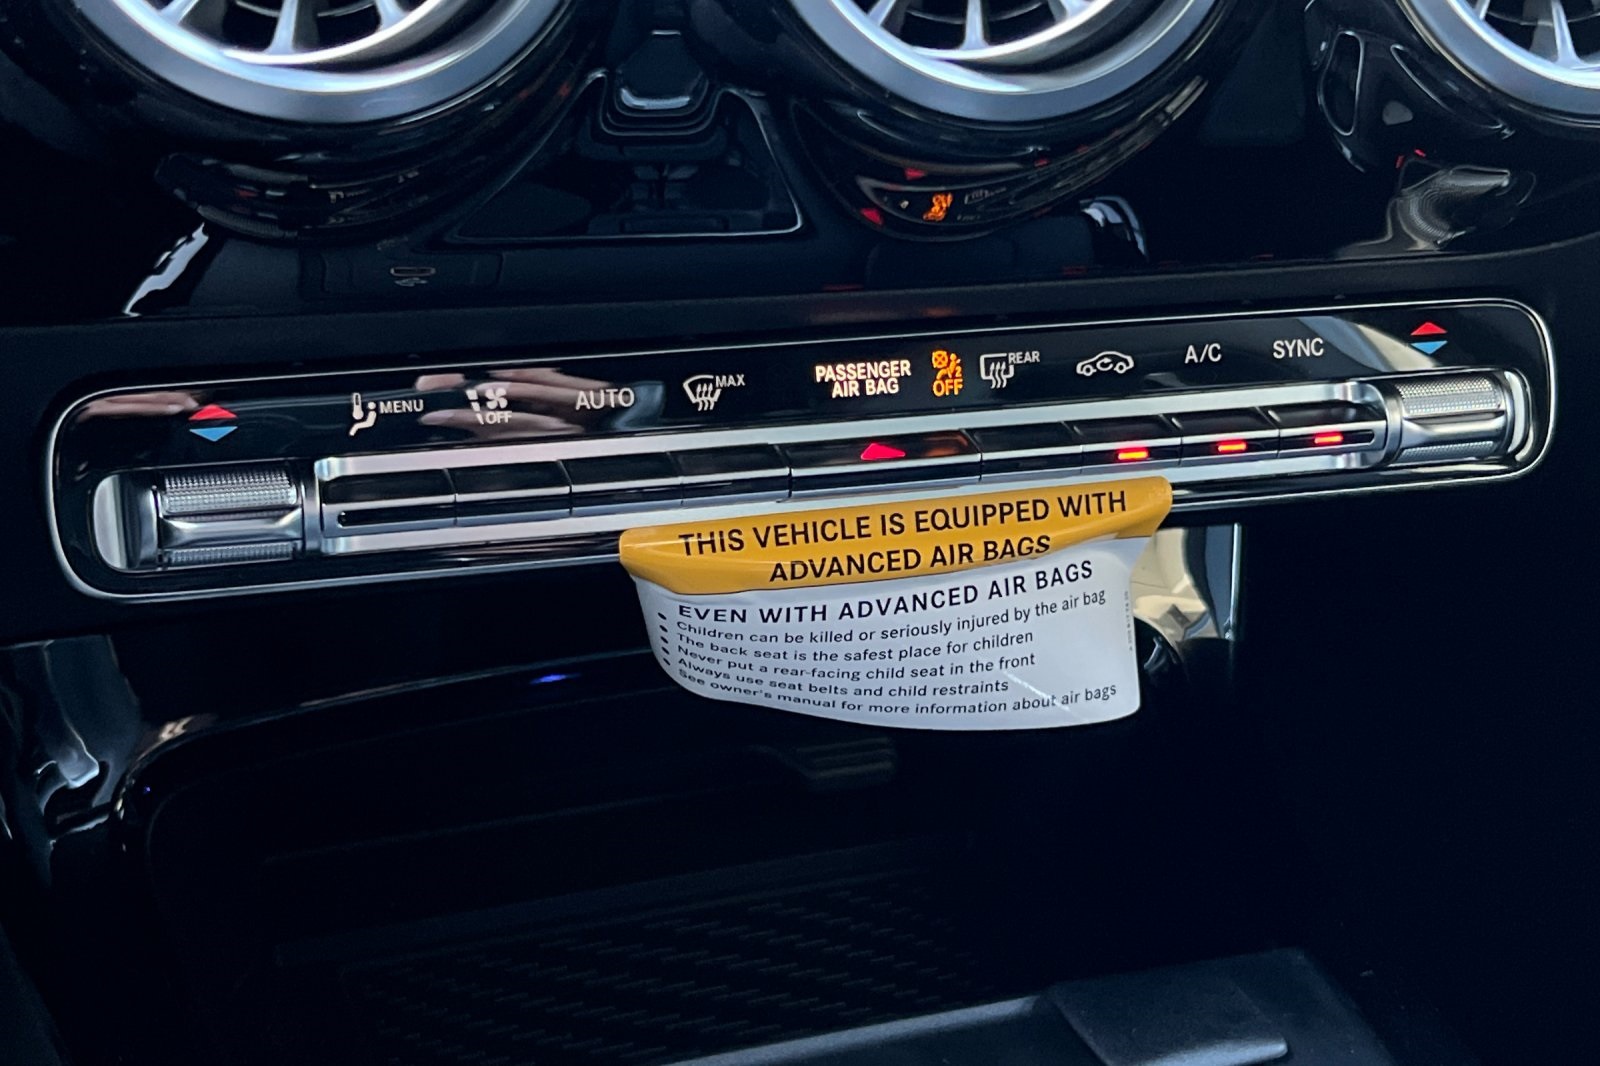 MENU
OFF
AUTO
MAX
PASSENGER
AIR BAG
OFF
REAR
A/C
SYNC
THIS VEHICLE IS EQUIPPED WITH
ADVANCED AIR BAGS
EVEN WITH ADVANCED AIR BAGS
• Children can be killed or seriously injured by the air bag
• The back seat is the safest place for children
• Never put a rear-facing child seat in the front
• Always use seat belts and child restraints
See owner's manual for more information about air bags